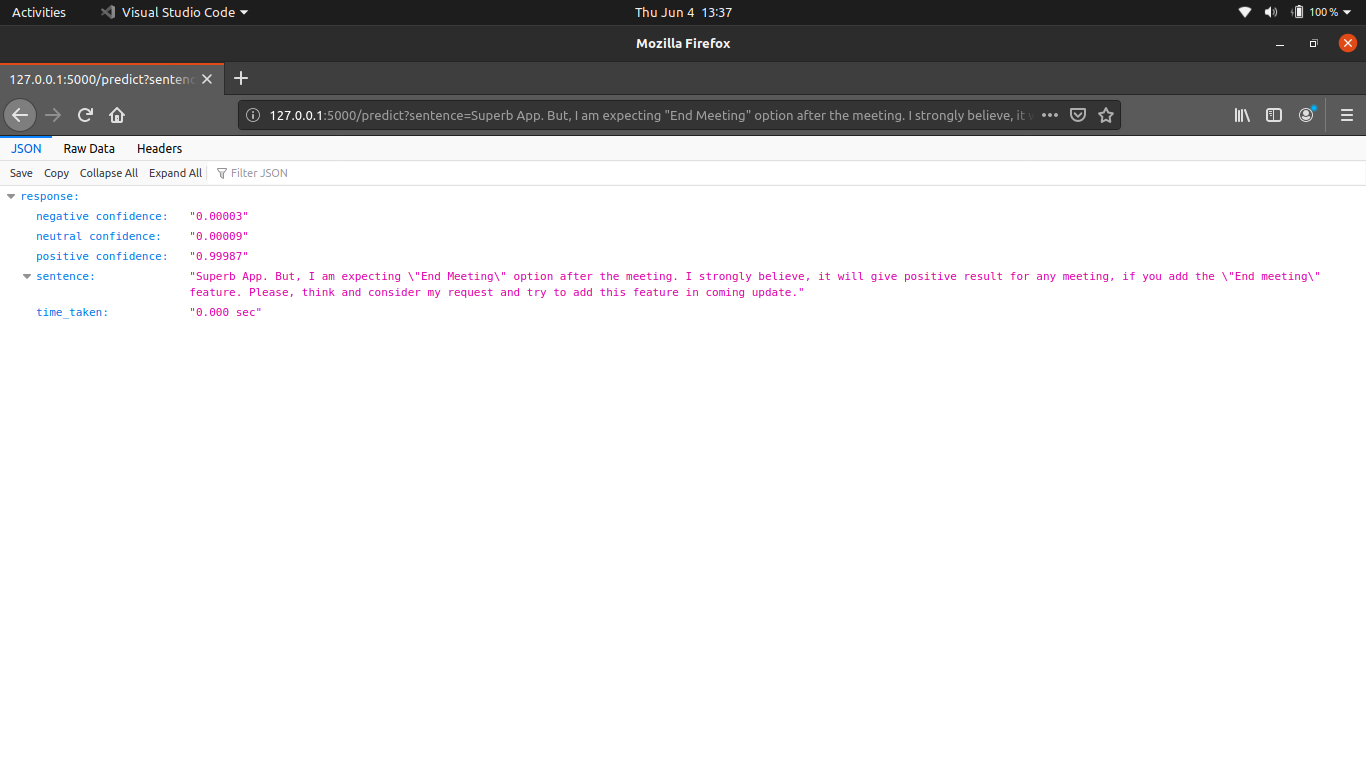 Activities Visual Studio Code Thu Jun 4 13:37 100 %
Mozilla Firefox
127.0.0.1:5000/predict?sentenc
127.0.0.1:5000/predict?sentence=Superb App. But, I am expecting "End Meeting" option after the meeting. I strongly believe, it w
JSON Raw Data Headers
Save Copy Collapse All Expand All Filter JSON
response:
negative confidence: "0.00003"
neutral confidence: "0.00009"
positive confidence: "0.99987"
sentence: "Superb App. But, I am expecting \"End Meeting\" option after the meeting. I strongly believe, it will give positive result for any meeting, if you add the \"End meeting\"
feature. Please, think and consider my request and try to add this feature in coming update."
time_taken: "0.000 sec"